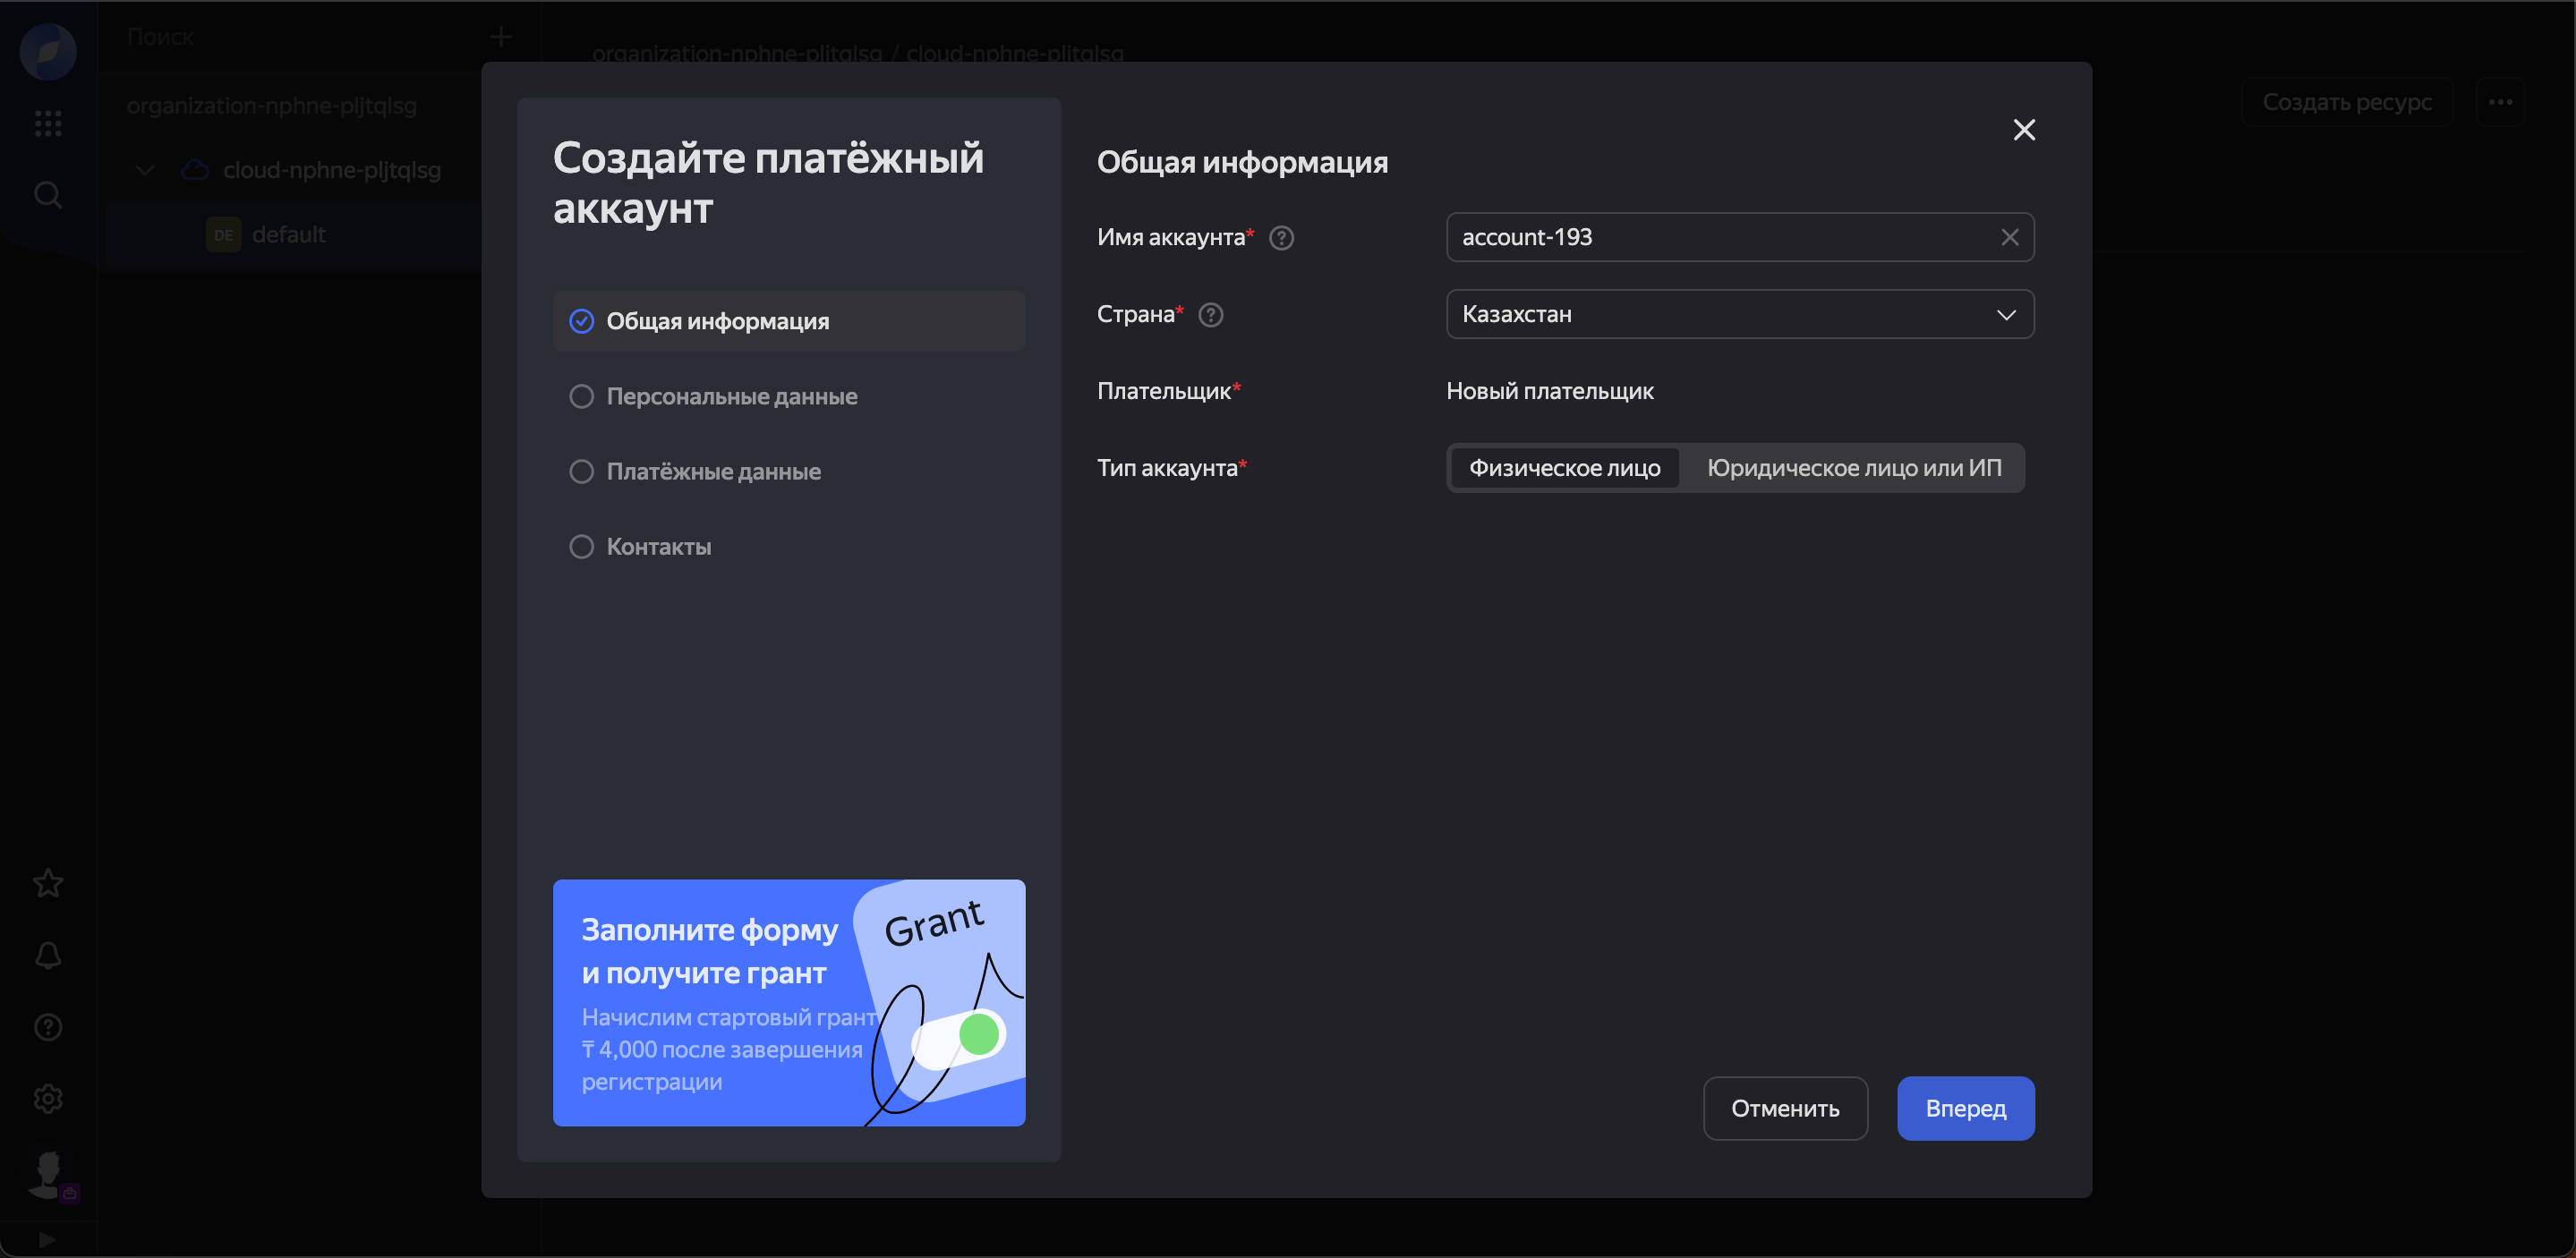 Поиск
organization-nphne-pljtqlsg / cloud-nphne-pljtqlsg
organization-nphne-pljtqlsg
cloud-nphne-pljtqlsg
DE default
Создать ресурс
Создайте платёжный
аккаунт
Общая информация
Персональные данные
Платёжные данные
Контакты
Заполните форму
и получите грант
Начислим стартовый грант
₸ 4,000 после завершения
регистрации
Grant
Общая информация
Имя аккаунта* account-193
Страна* Казахстан
Плательщик* Новый плательщик
Тип аккаунта* Физическое лицо Юридическое лицо или ИП
Отменить Вперед